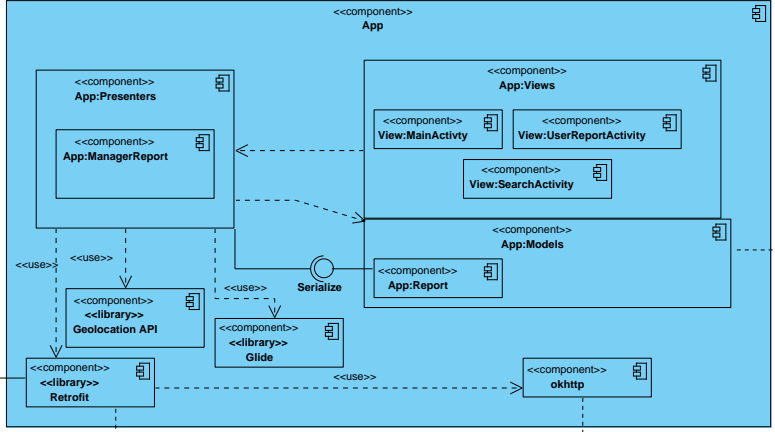 <<component>>
App
<<component>>
App:Presenters
<<component>>
App:ManagerReport
<<component>>
App:Views
<<component>>
View:MainActivty
<<component>>
View:UserReportActivity
<<component>>
View:SearchActivity
<<component>>
App:Models
<<component>>
App:Report
Serialize
<<use>>
<<use>>
<<use>>
<<component>>
<<library>>
Geolocation API
<<component>>
<<library>>
Glide
<<component>>
<<library>>
Retrofit
<<use>>
<<component>>
okhttp